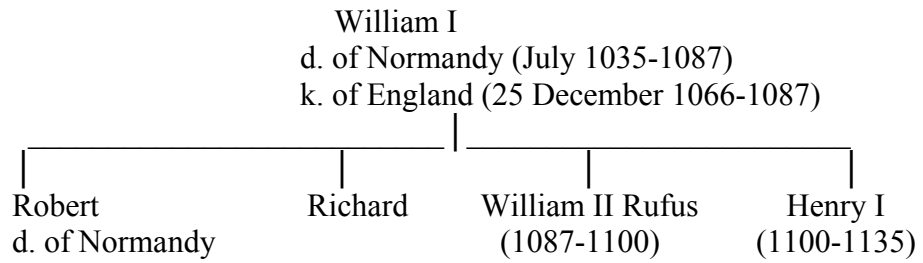 William I
d. of Normandy (July 1035-1087)
k. of England (25 December 1066-1087)
Robert Richard William II Rufus Henry I
d. of Normandy (1087-1100) (1100-1135)